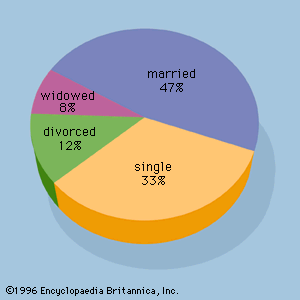 married
47%
widowed
8%
divorced
12%
single
33%
©1996 Encyclopaedia Britannica, Inc.